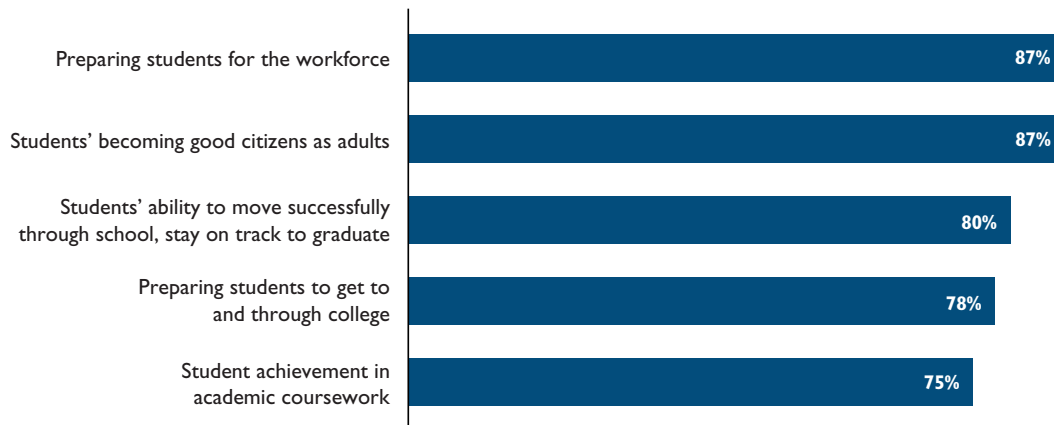 Preparing students for the workforce 87%
Students’ becoming good citizens as adults 87%
Students’ ability to move successfully
through school, stay on track to graduate 80%
Preparing students to get to
and through college 78%
Student achievement in
academic coursework 75%